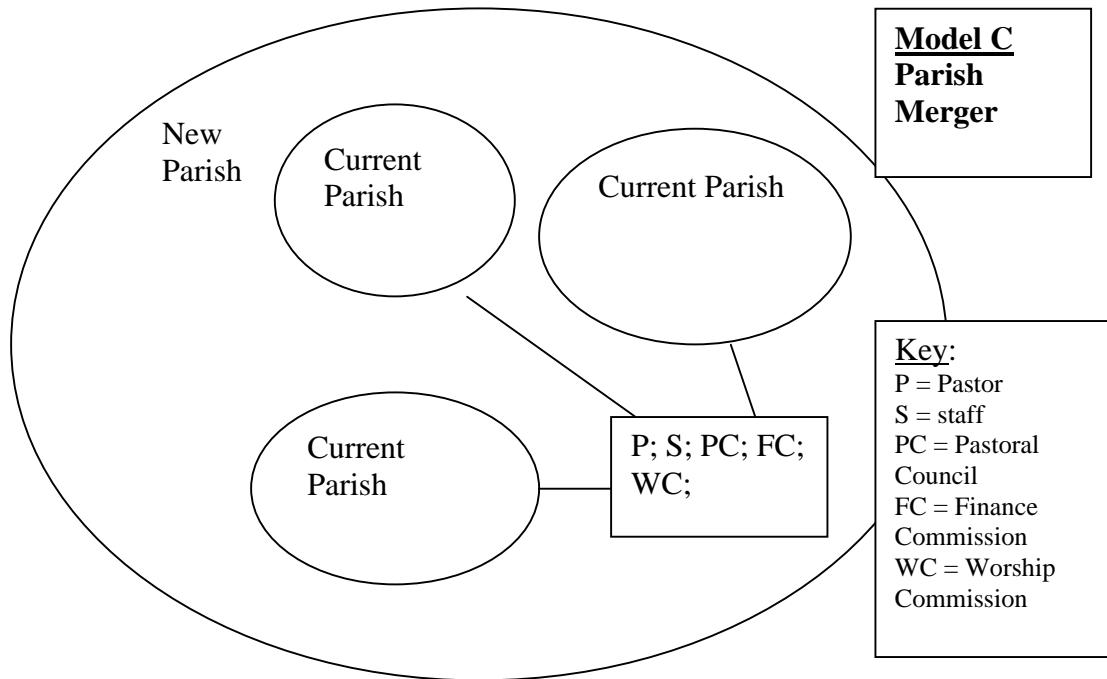 Model C
Parish
Merger
New
Parish
Current
Parish
Current Parish
Current
Parish
P; S; PC; FC;
WC;
Key:
P = Pastor
S = staff
PC = Pastoral
Council
FC = Finance
Commission
WC = Worship
Commission